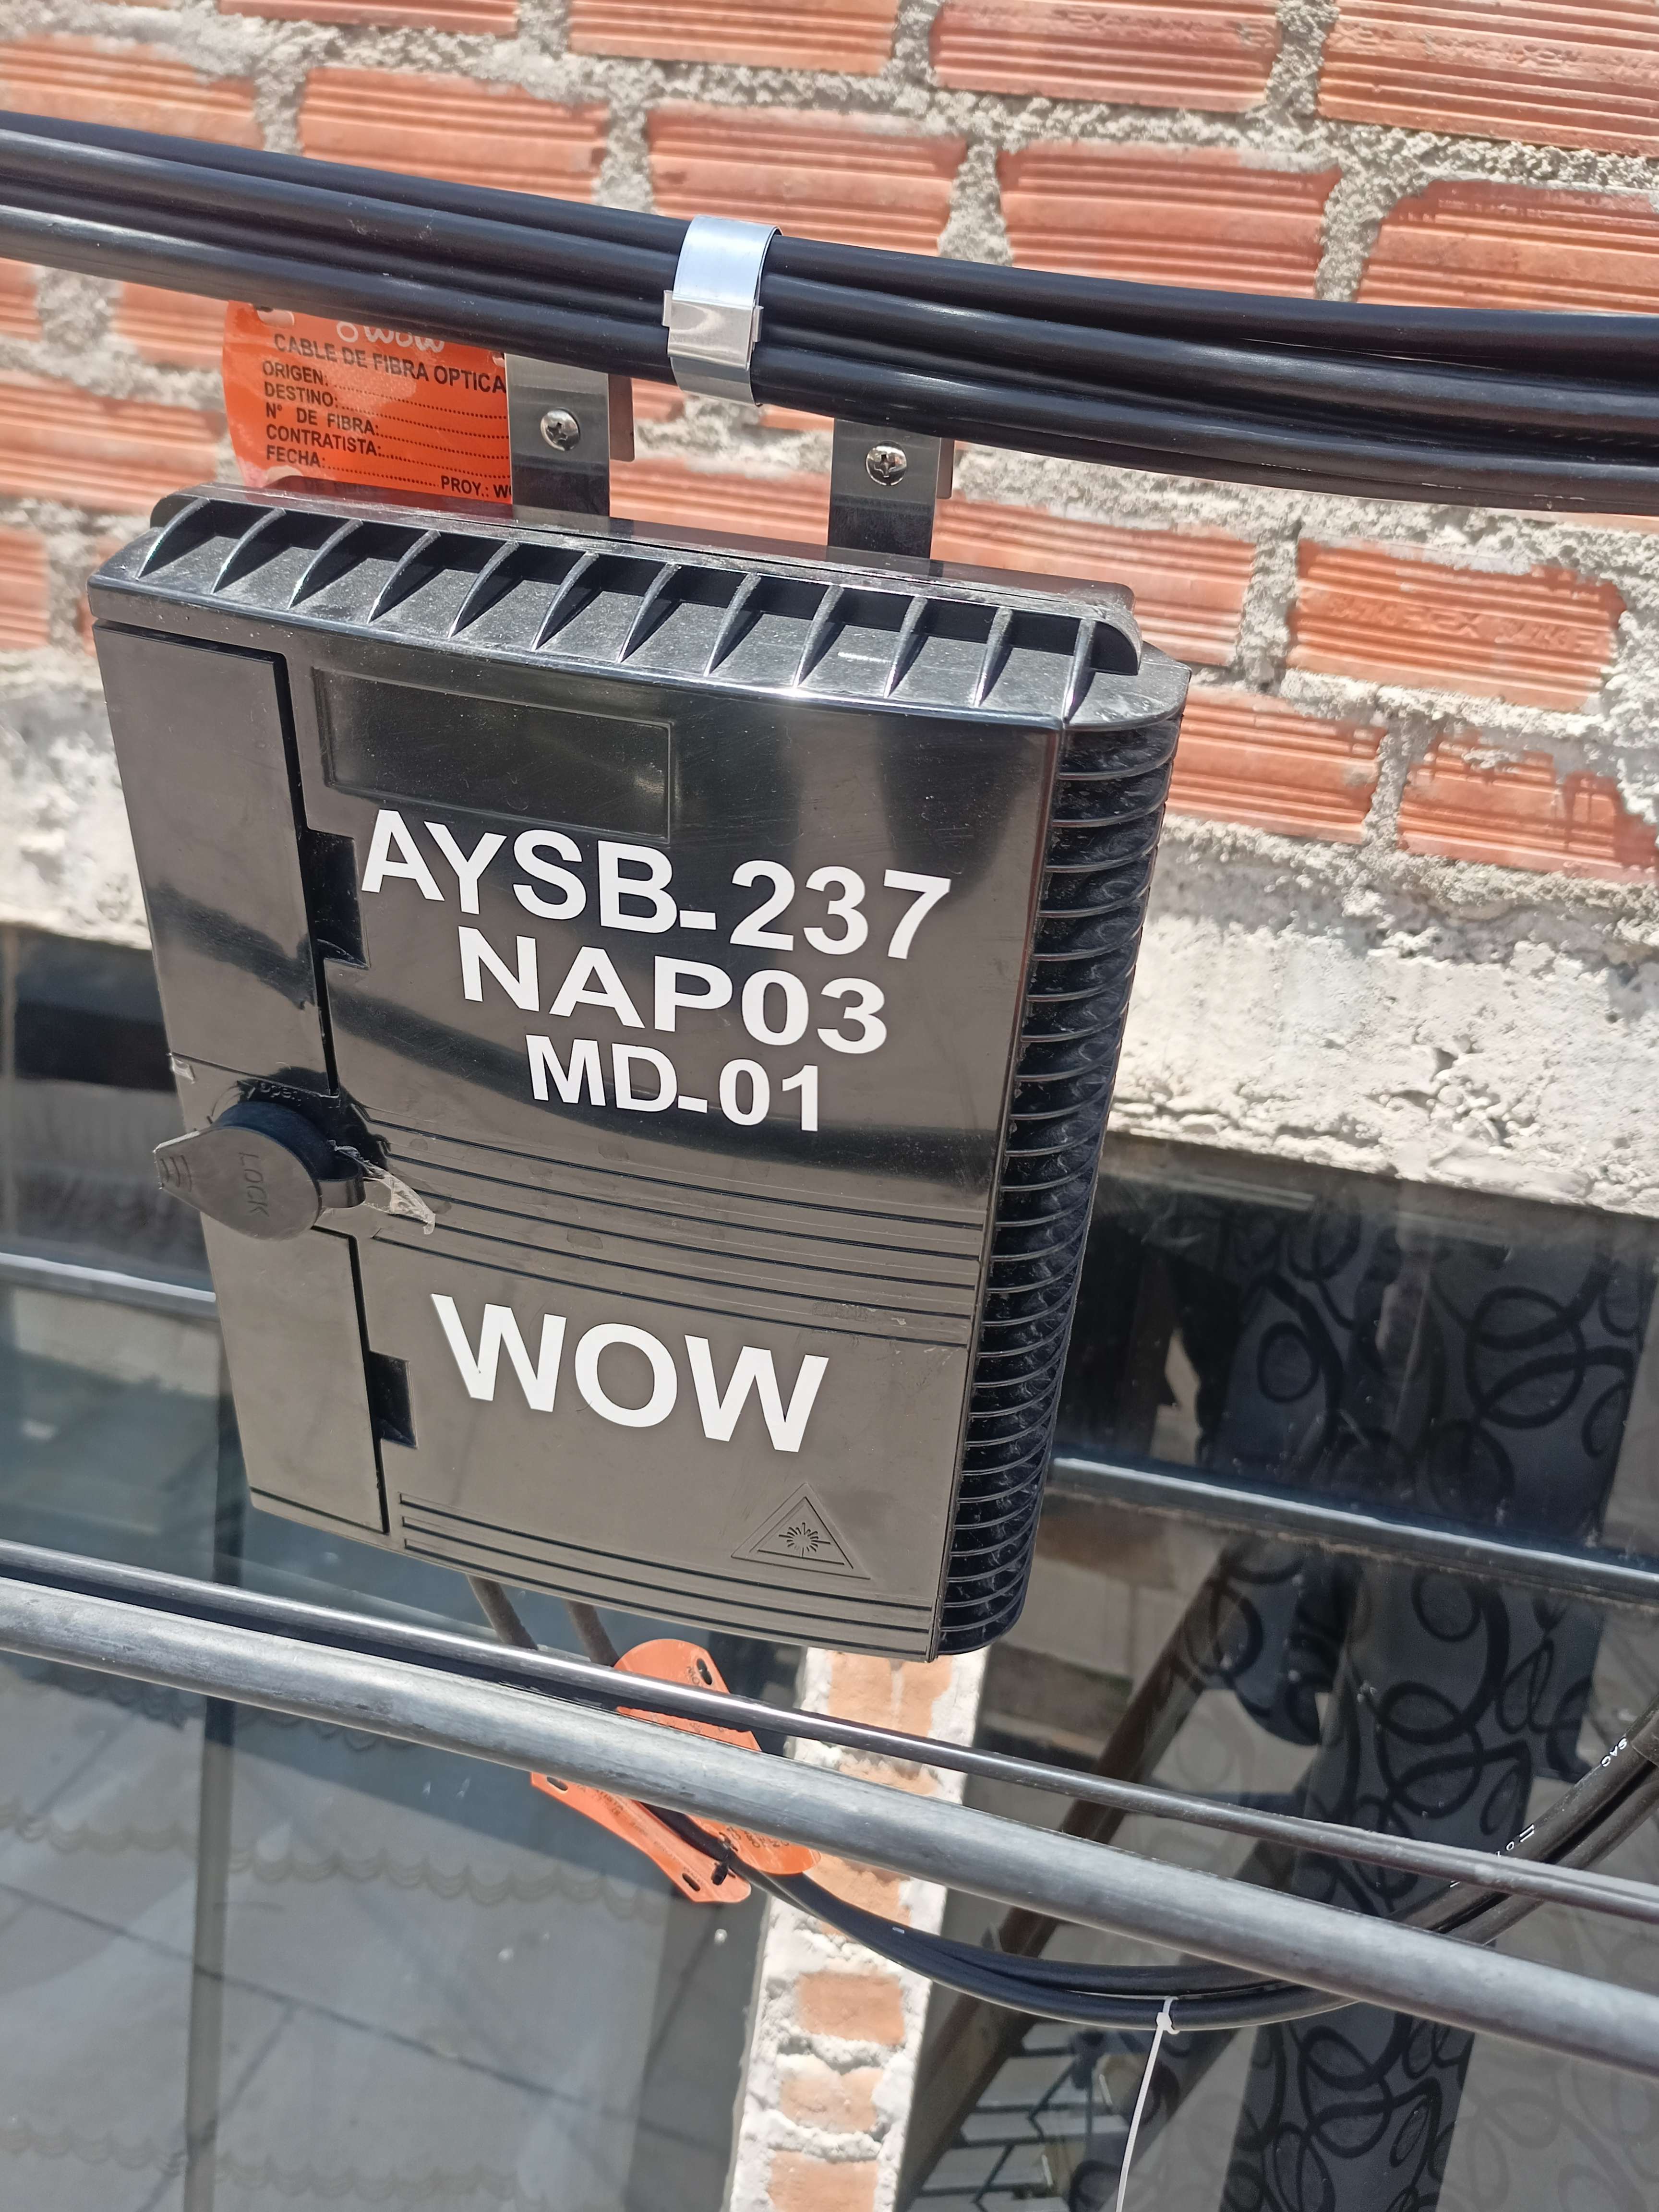 wow
CABLE DE FIBRA OPTICA
ORIGEN:
DESTINO:
N° DE FIBRA:
CONTRATISTA:
FECHA:
PROY.:
AYSB-237
NAP03
MD-01
open
LOCK
WOW